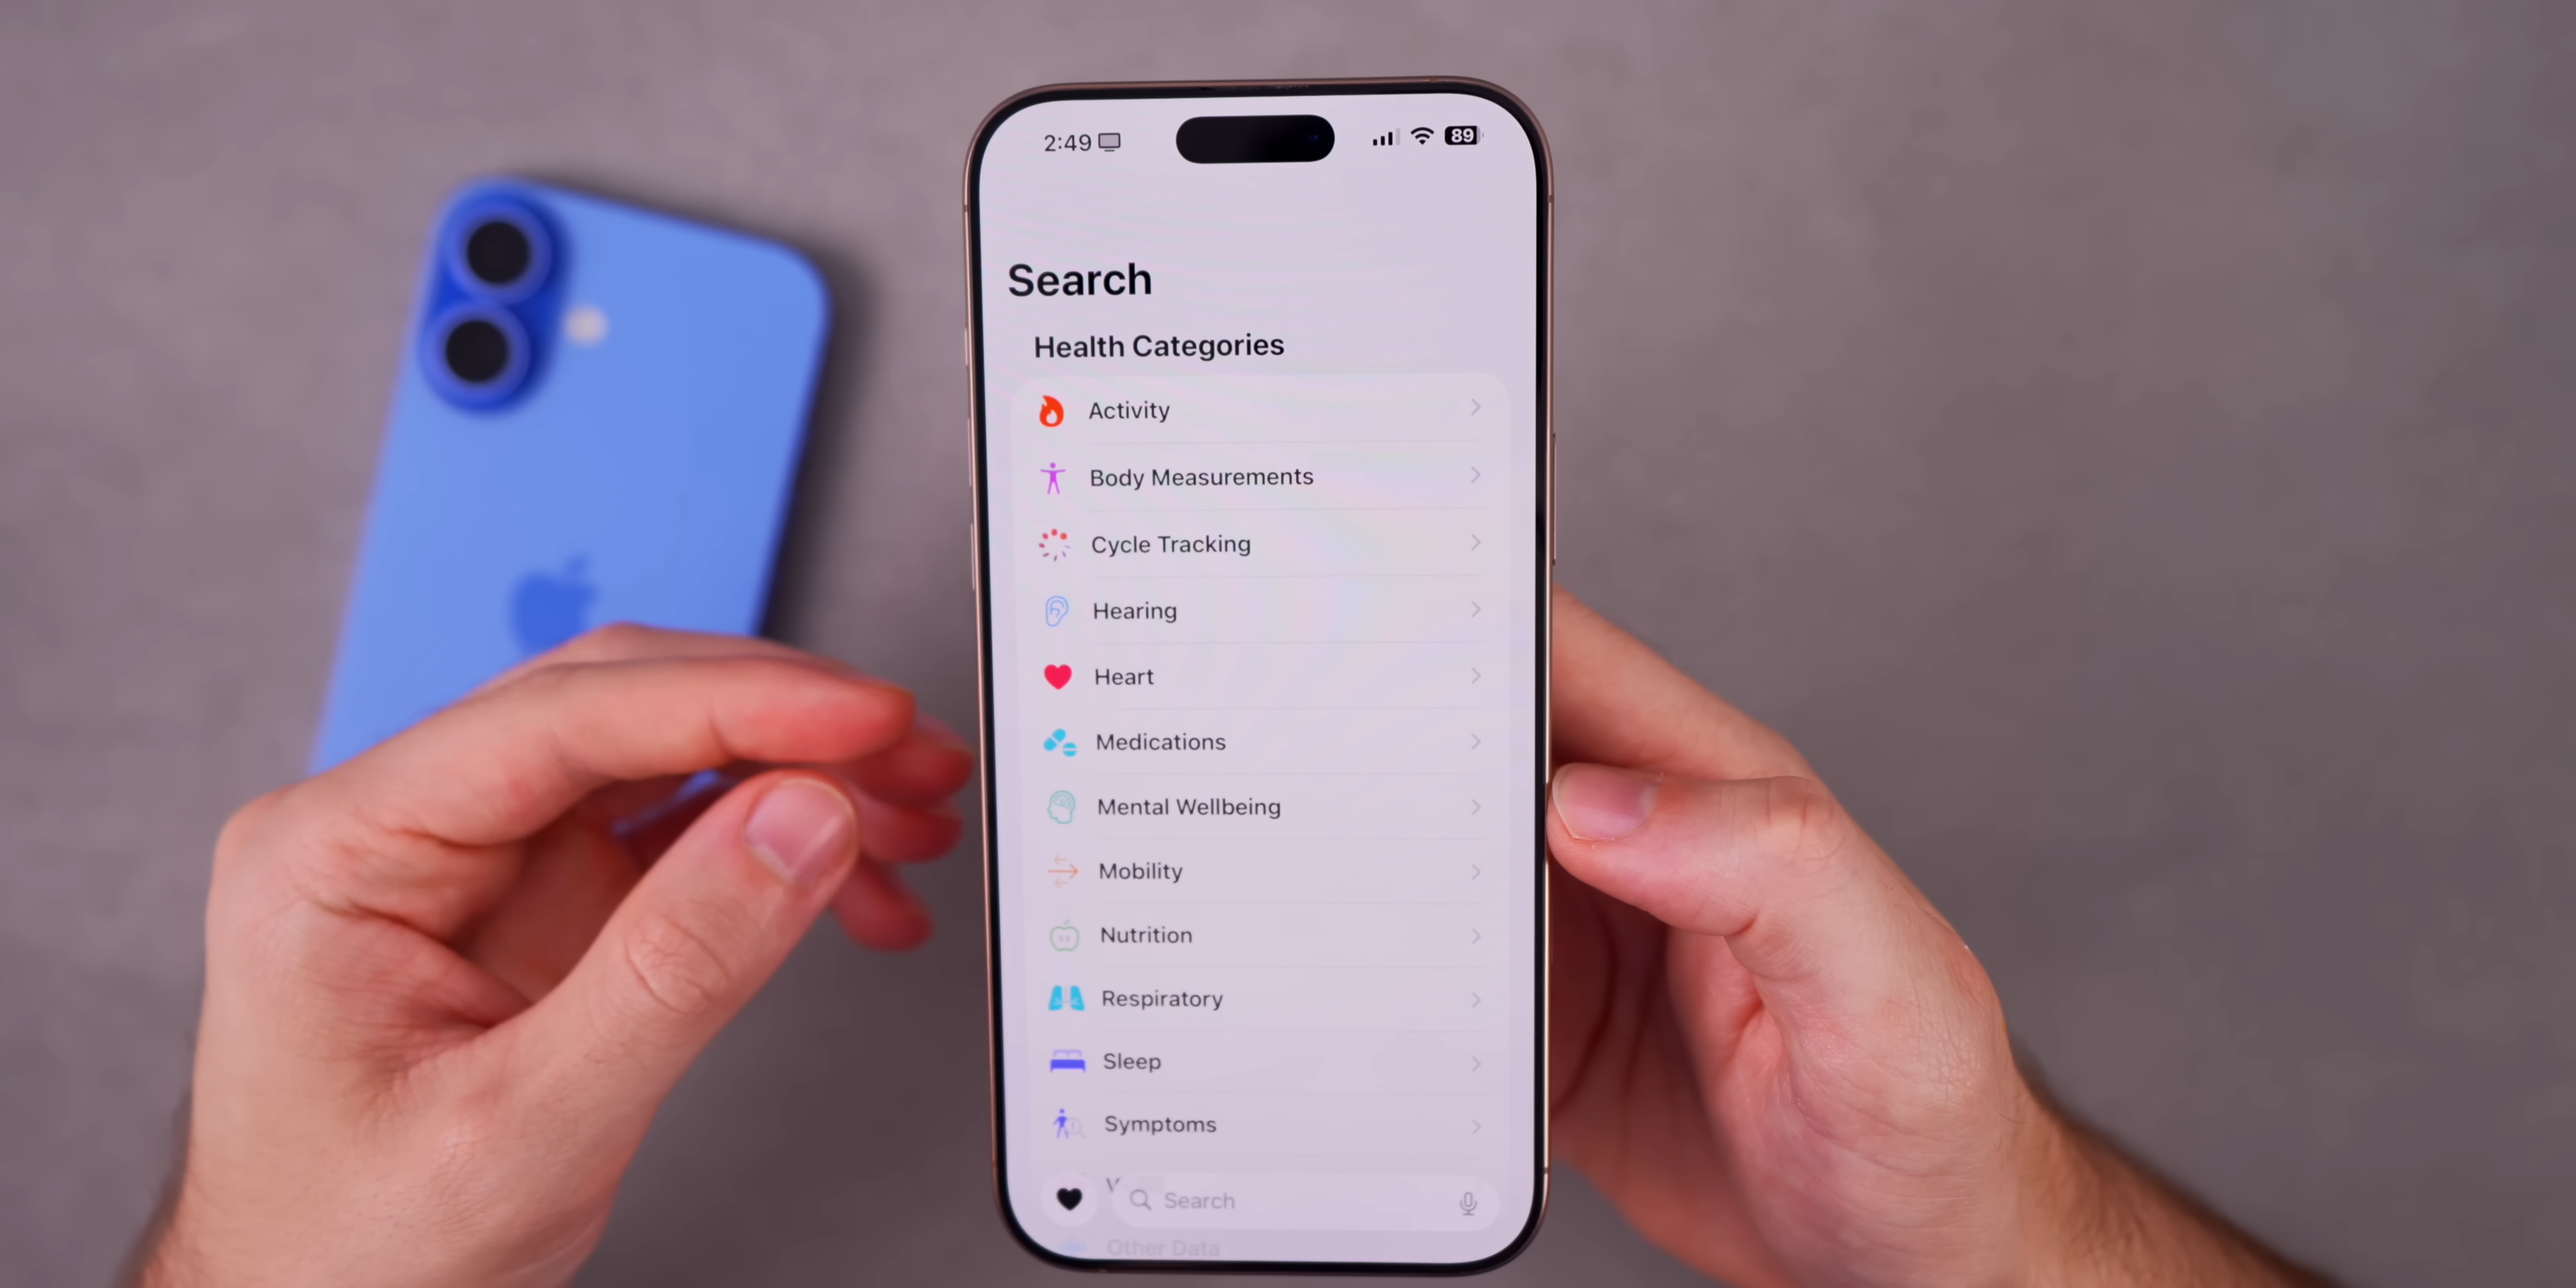 2:49 89
Search
Health Categories
Activity
Body Measurements
Cycle Tracking
Hearing
Heart
Medications
Mental Wellbeing
Mobility
Nutrition
Respiratory
Sleep
Symptoms
Search
Other Data